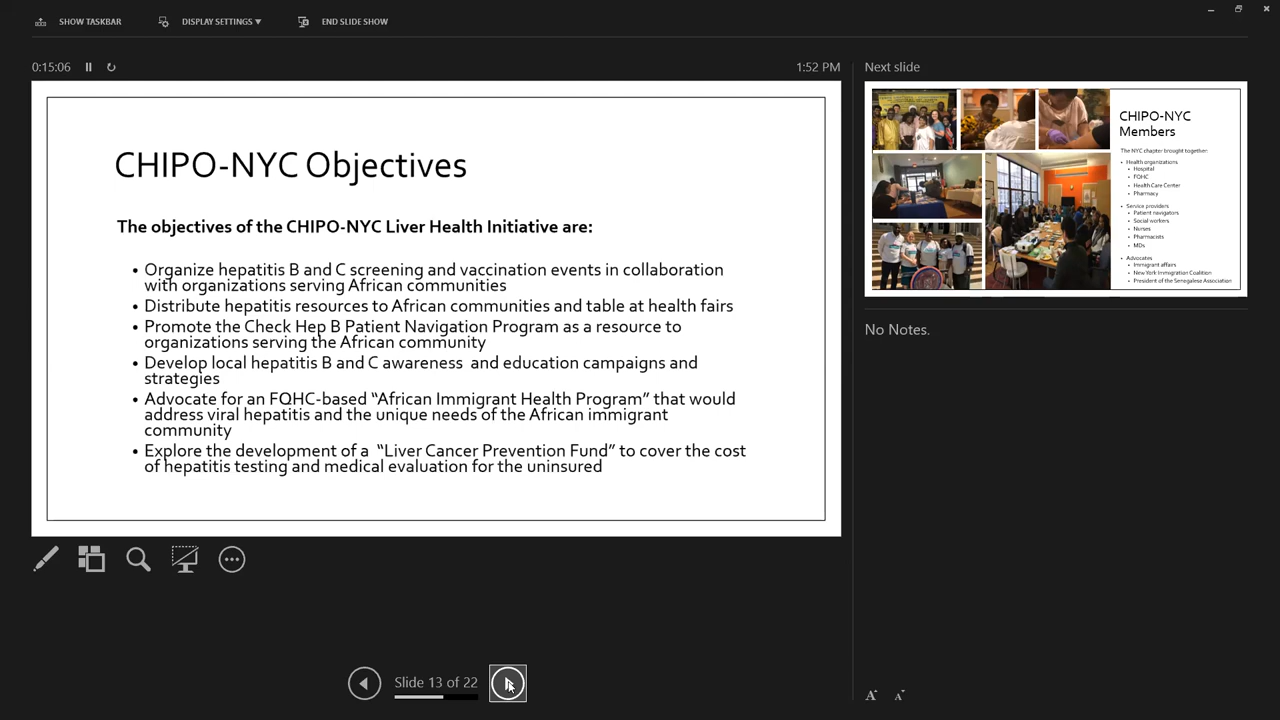 SHOW TASKBAR
DISPLAY SETTINGS
END SLIDE SHOW
0:15:06
1:52 PM
CHIPO-NYC Objectives
The objectives of the CHIPO-NYC Liver Health Initiative are:
• Organize hepatitis B and C screening and vaccination events in collaboration
with organizations serving African communities
• Distribute hepatitis resources to African communities and table at health fairs
• Promote the Check Hep B Patient Navigation Program as a resource to
organizations serving the African community
• Develop local hepatitis B and C awareness and education campaigns and
strategies
• Advocate for an FQHC-based “African Immigrant Health Program” that would
address viral hepatitis and the unique needs of the African immigrant
community
• Explore the development of a “Liver Cancer Prevention Fund” to cover the cost
of hepatitis testing and medical evaluation for the uninsured
Slide 13 of 22
Next slide
CHIPO-NYC
Members
The NYC chapter brought together:
• Health organizations
• Hospital
• FQHC
• Health Care Center
• Pharmacy
• Service providers
• Patient navigators
• Social workers
• Nurses
• Pharmacists
• MDs
• Advocates
• Immigrant affairs
• New York Immigration Coalition
• President of the Senegalese Association
No Notes.
A A